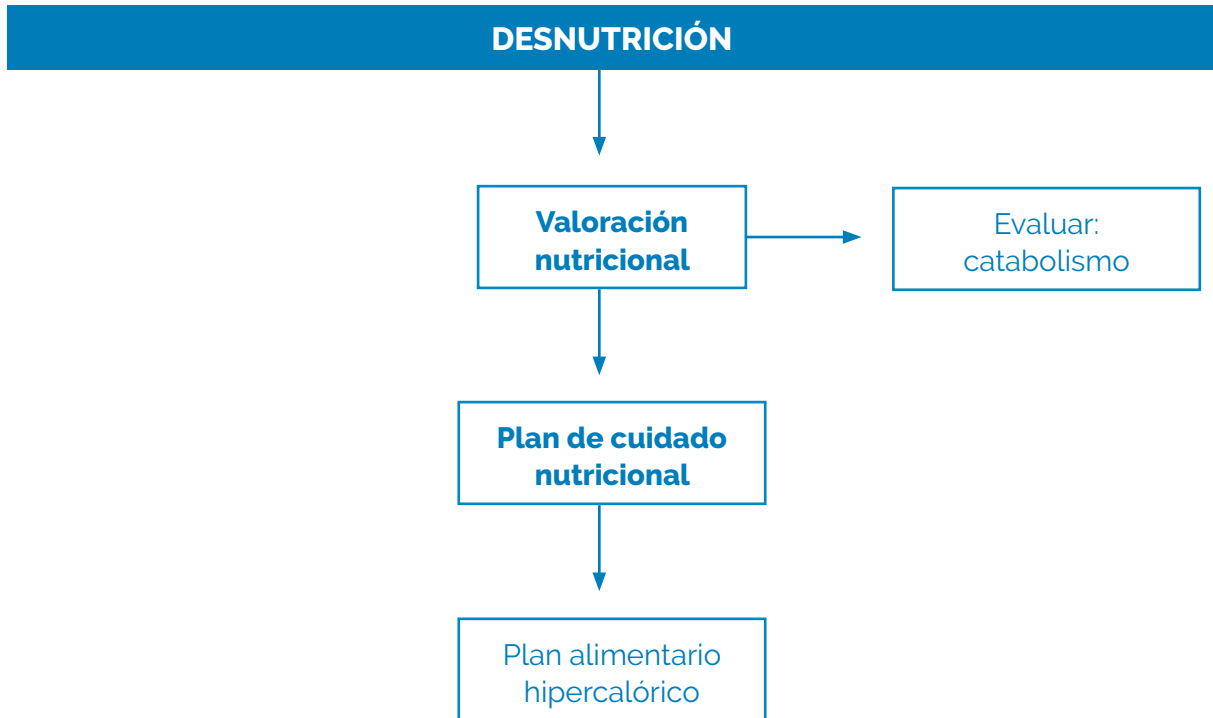 DESNUTRICIÓN
Valoración
nutricional
Evaluar:
catabolismo
Plan de cuidado
nutricional
Plan alimentario
hipercalórico